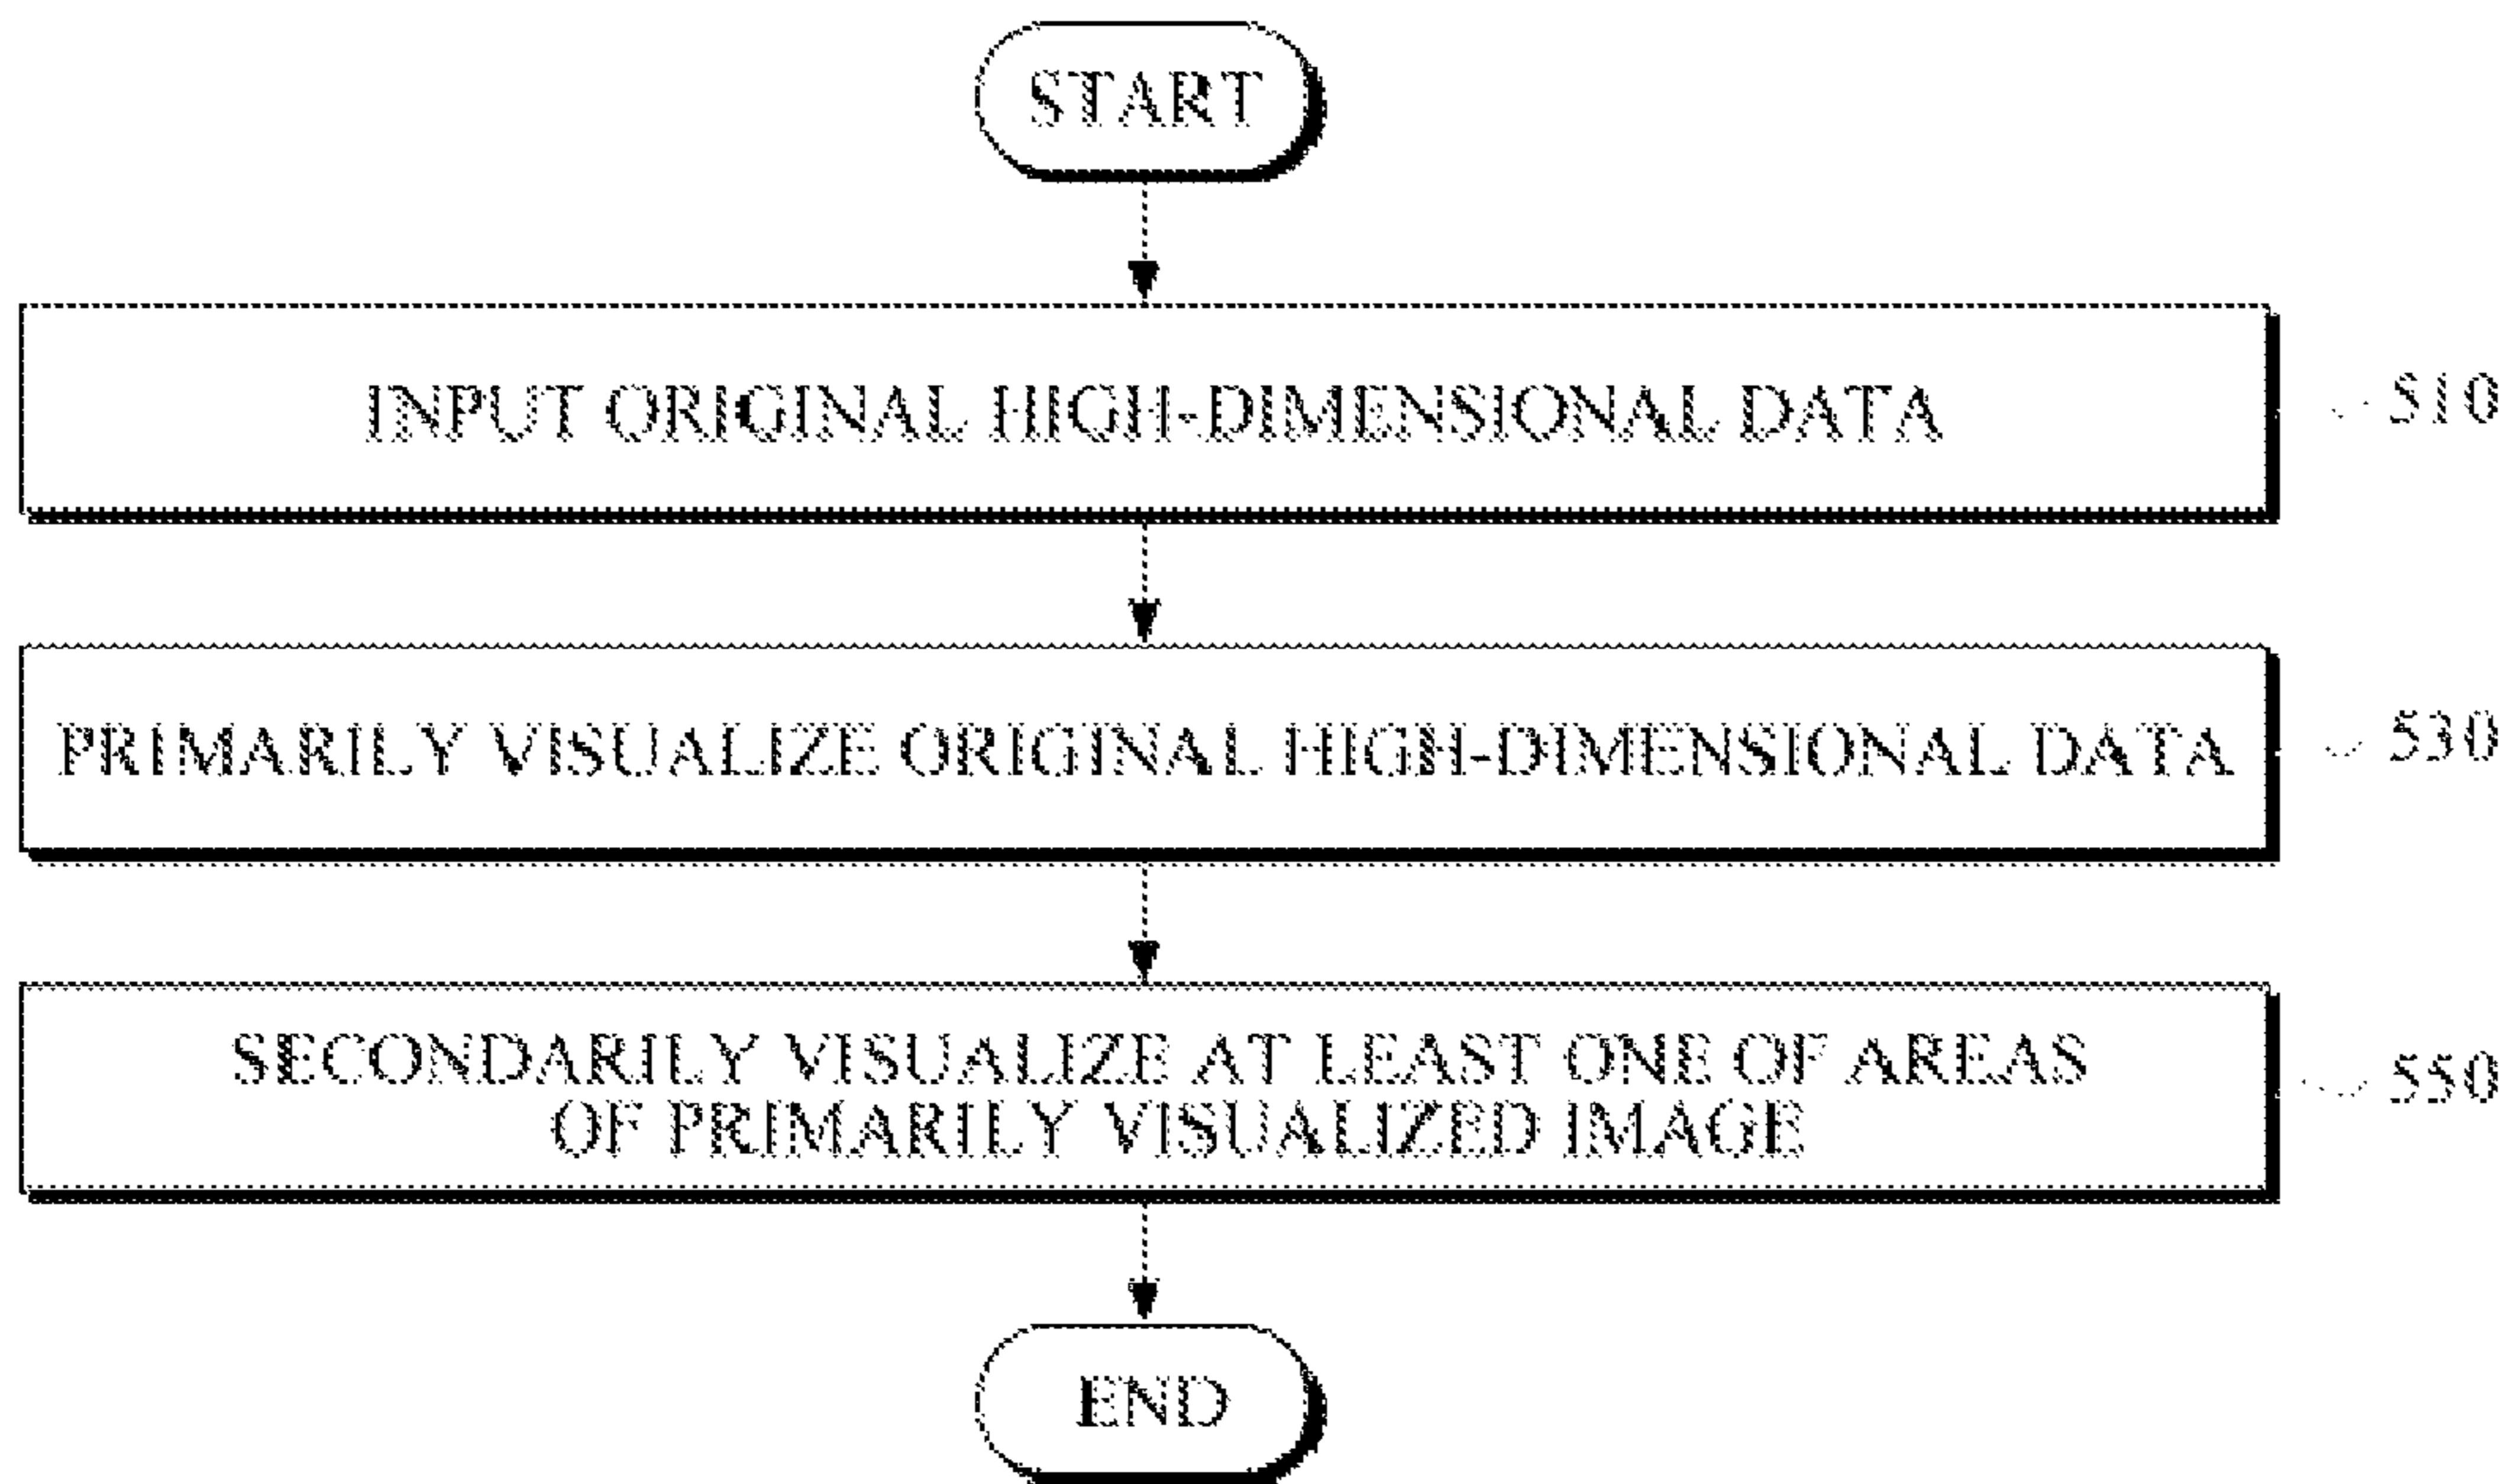 START
INPUT ORIGINAL HIGH-DIMENSIONAL DATA
510
PRIMARILY VISUALIZE ORIGINAL HIGH-DIMENSIONAL DATA
530
SECONDARILY VISUALIZE AT LEAST ONE OF AREAS
OF PRIMARILY VISUALIZED IMAGE
550
END